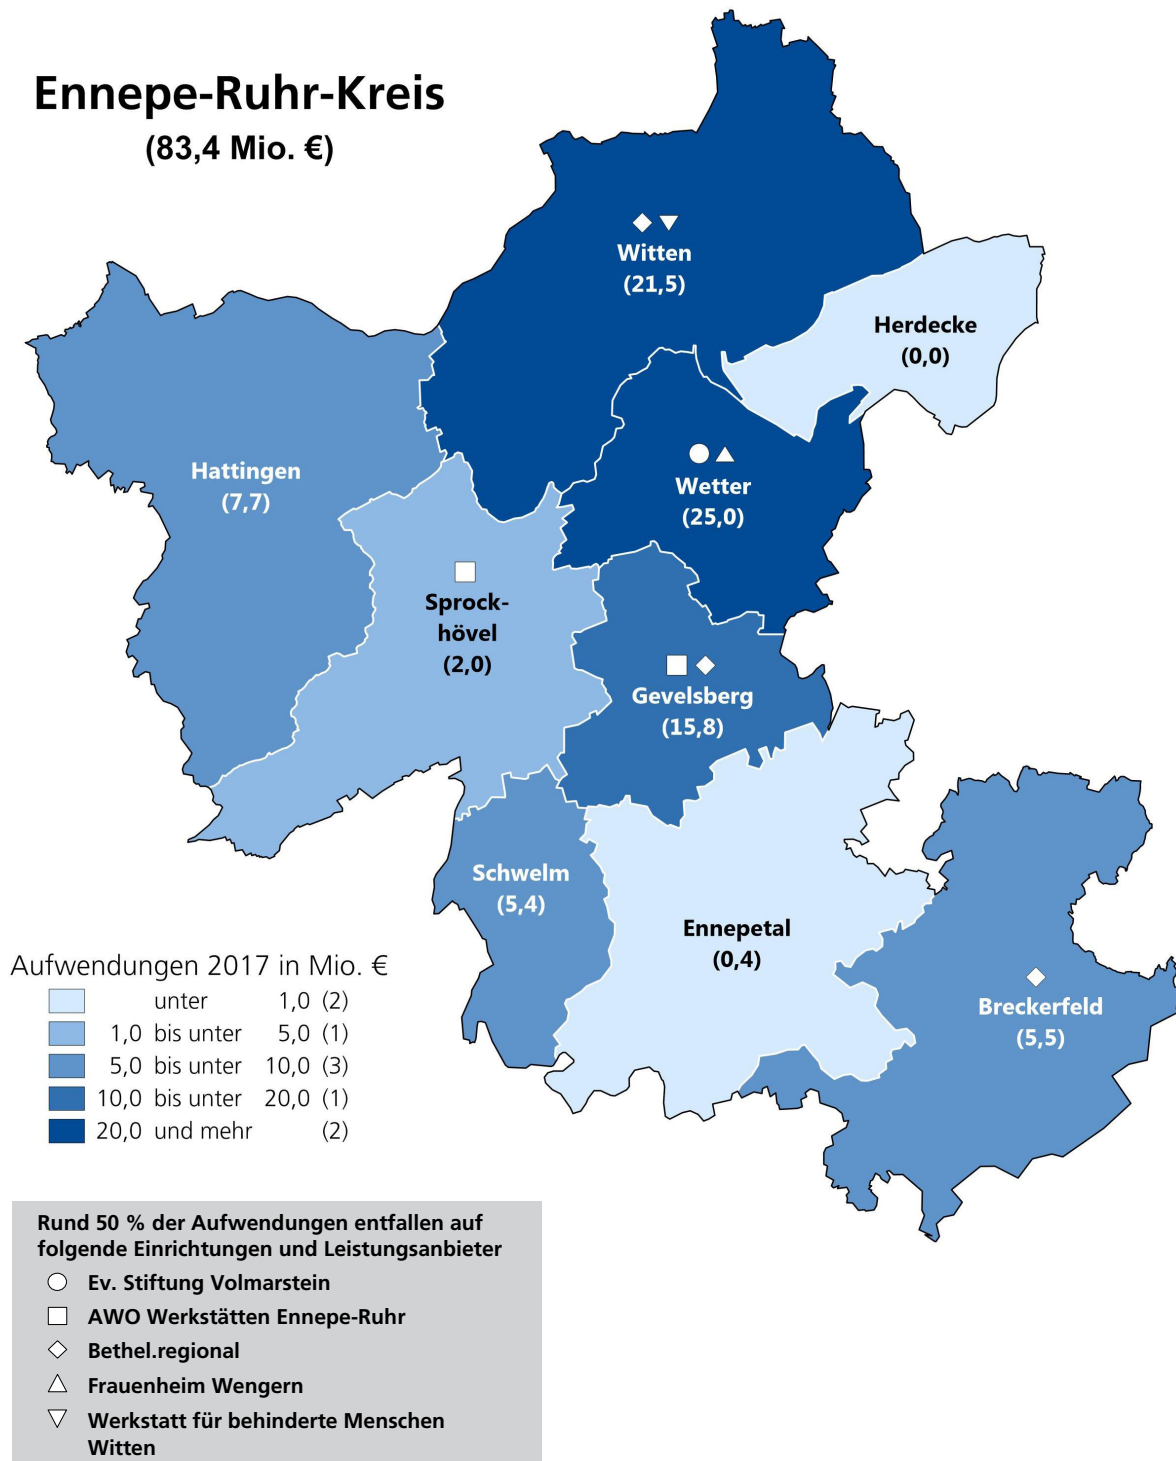 Ennepe-Ruhr-Kreis
(83,4 Mio. €)
Witten
(21,5)
Herdecke
(0,0)
Hattingen
(7,7)
Wetter
(25,0)
Sprock-
hövel
(2,0)
Gevelsberg
(15,8)
Schwelm
(5,4)
Ennepetal
(0,4)
Breckerfeld
(5,5)
Aufwendungen 2017 in Mio. €
unter 1,0 (2)
1,0 bis unter 5,0 (1)
5,0 bis unter 10,0 (3)
10,0 bis unter 20,0 (1)
20,0 und mehr (2)
Rund 50 % der Aufwendungen entfallen auf
folgende Einrichtungen und Leistungsanbieter
Ev. Stiftung Volmarstein
AWO Werkstätten Ennepe-Ruhr
Bethel.regional
Frauenheim Wengern
Werkstatt für behinderte Menschen
Witten